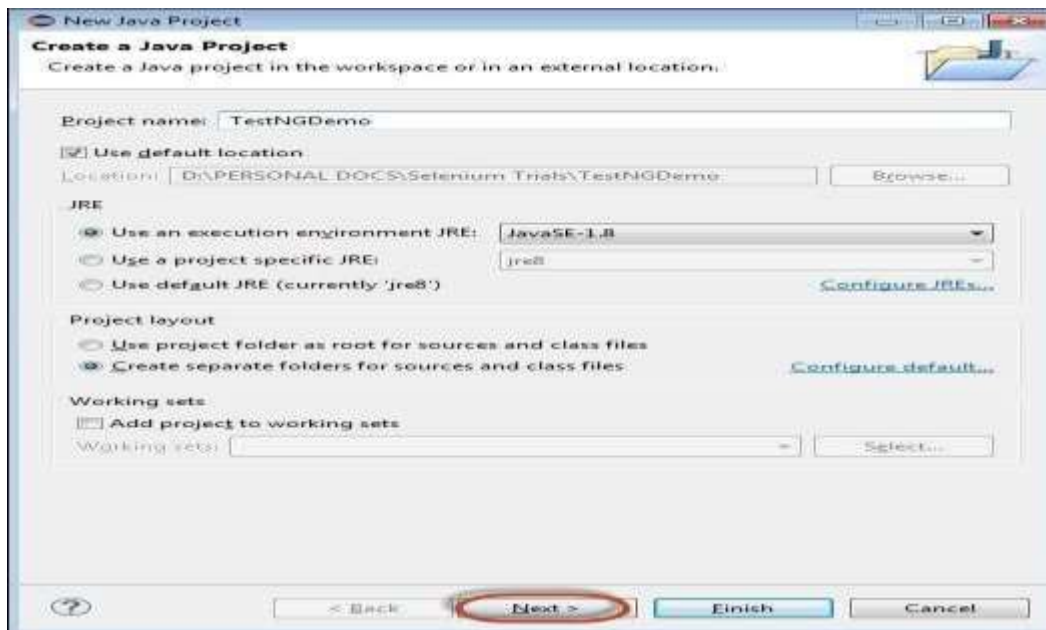 New Java Project
Create a Java Project
Create a Java project in the workspace or in an external location.
Project name: TestNGDemo
Use default location
Location: D:\PERSONAL DOCS\Selenium Trials\TestNGDemo Browse...
JRE
Use an execution environment JRE: JavaSE-1.8
Use a project specific JRE: jre8
Use default JRE (currently 'jre8') Configure JREs...
Project layout
Use project folder as root for sources and class files
Create separate folders for sources and class files Configure default...
Working sets
Add project to working sets
Working sets: Select...
? < Back Next > Finish Cancel